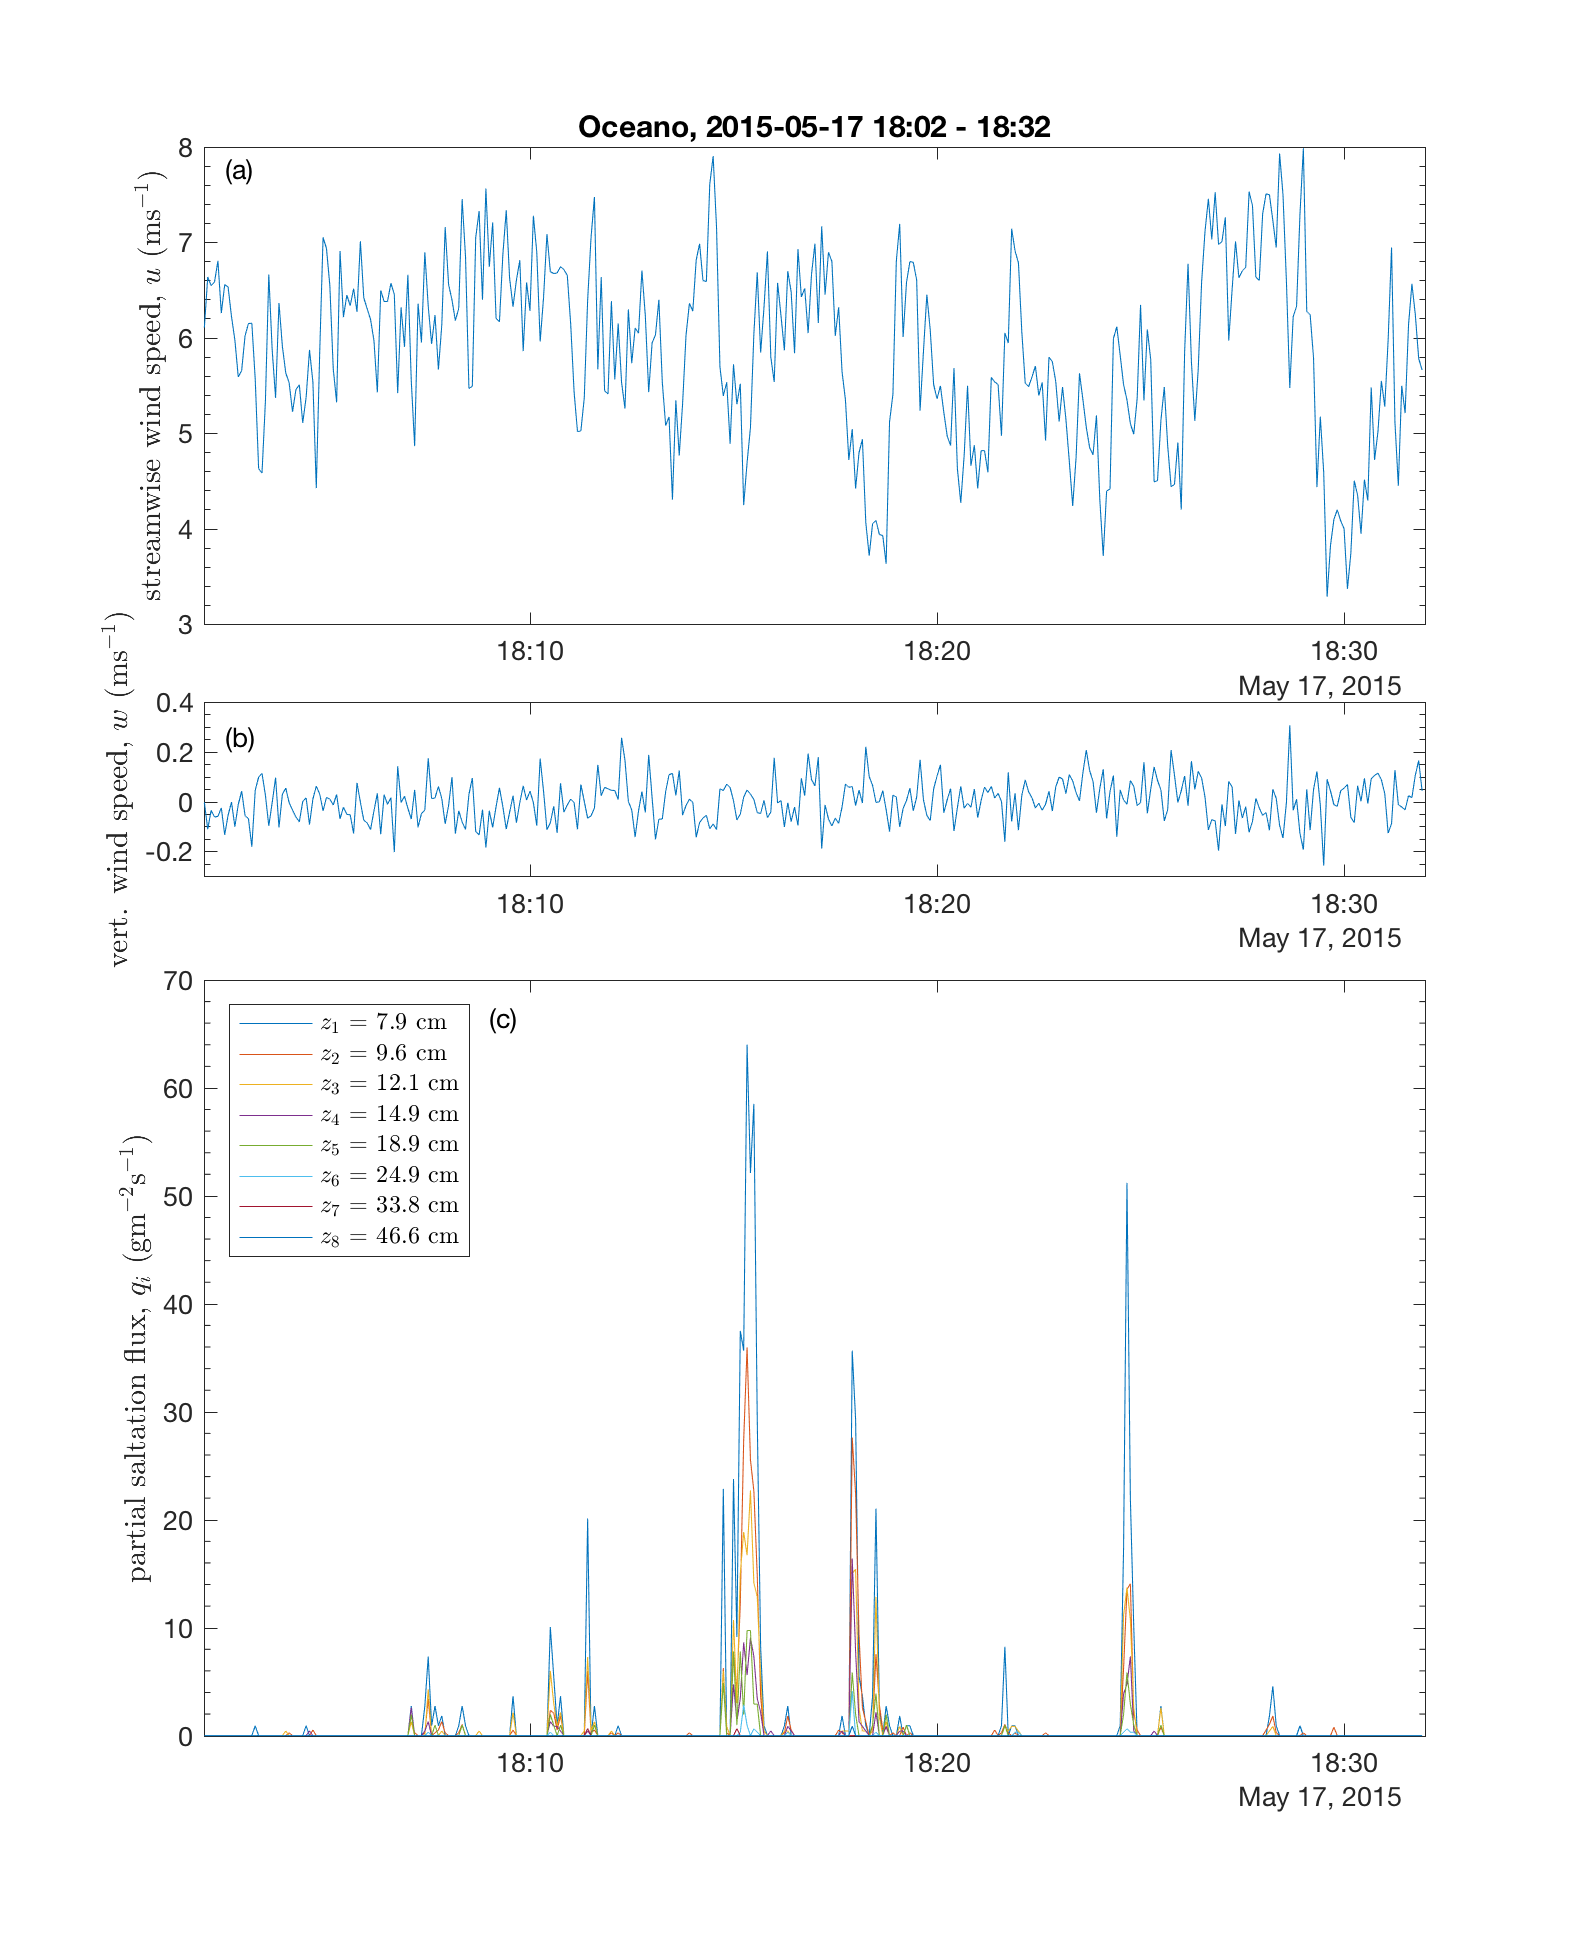 Oceano, 2015-05-17 18:02 - 18:32
(a)
streamwise wind speed, u (ms⁻¹)
8
7
6
5
4
3
18:10 18:20 18:30
May 17, 2015
(b)
vert. wind speed, w (ms⁻¹)
0.4
0.2
0
-0.2
18:10 18:20 18:30
May 17, 2015
(c)
partial saltation flux, qᵢ (gm⁻²s⁻¹)
70
60
50
40
30
20
10
0
z₁ = 7.9 cm
z₂ = 9.6 cm
z₃ = 12.1 cm
z₄ = 14.9 cm
z₅ = 18.9 cm
z₆ = 24.9 cm
z₇ = 33.8 cm
z₈ = 46.6 cm
18:10 18:20 18:30
May 17, 2015